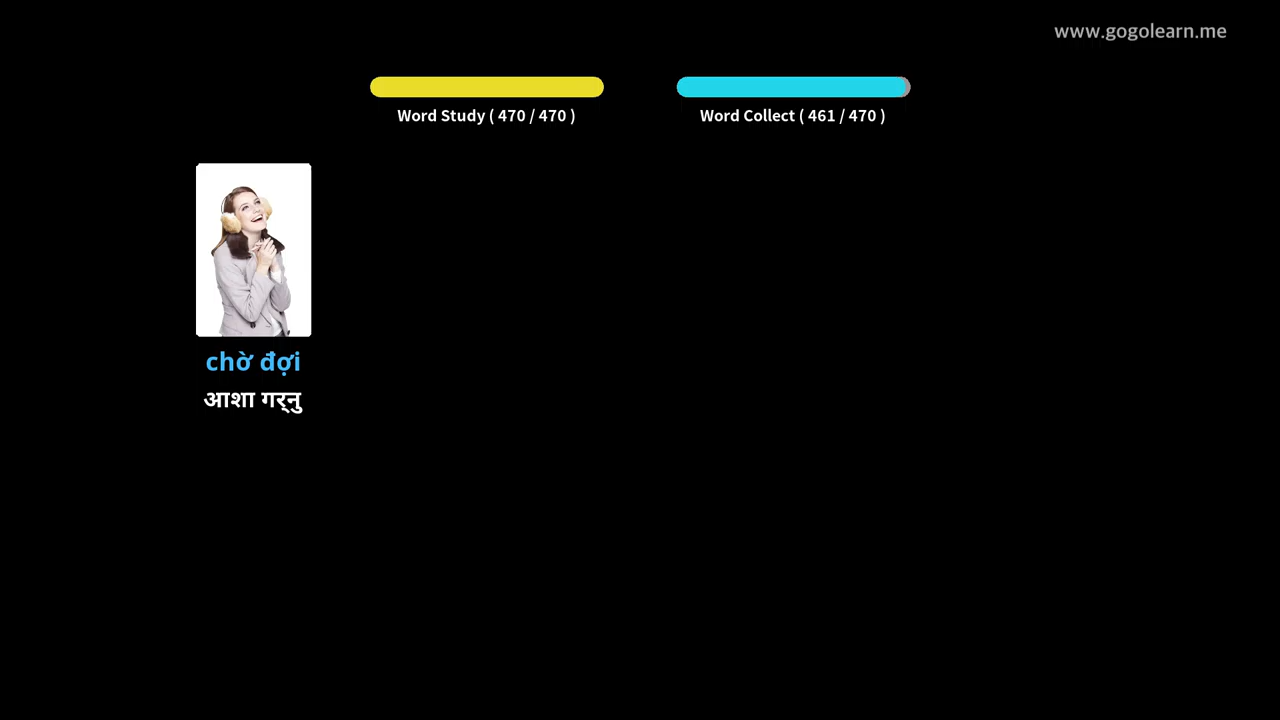 www.gogolearn.me
Word Study ( 470 / 470 )
Word Collect ( 461 / 470 )
chờ đợi
आशा गर्नु